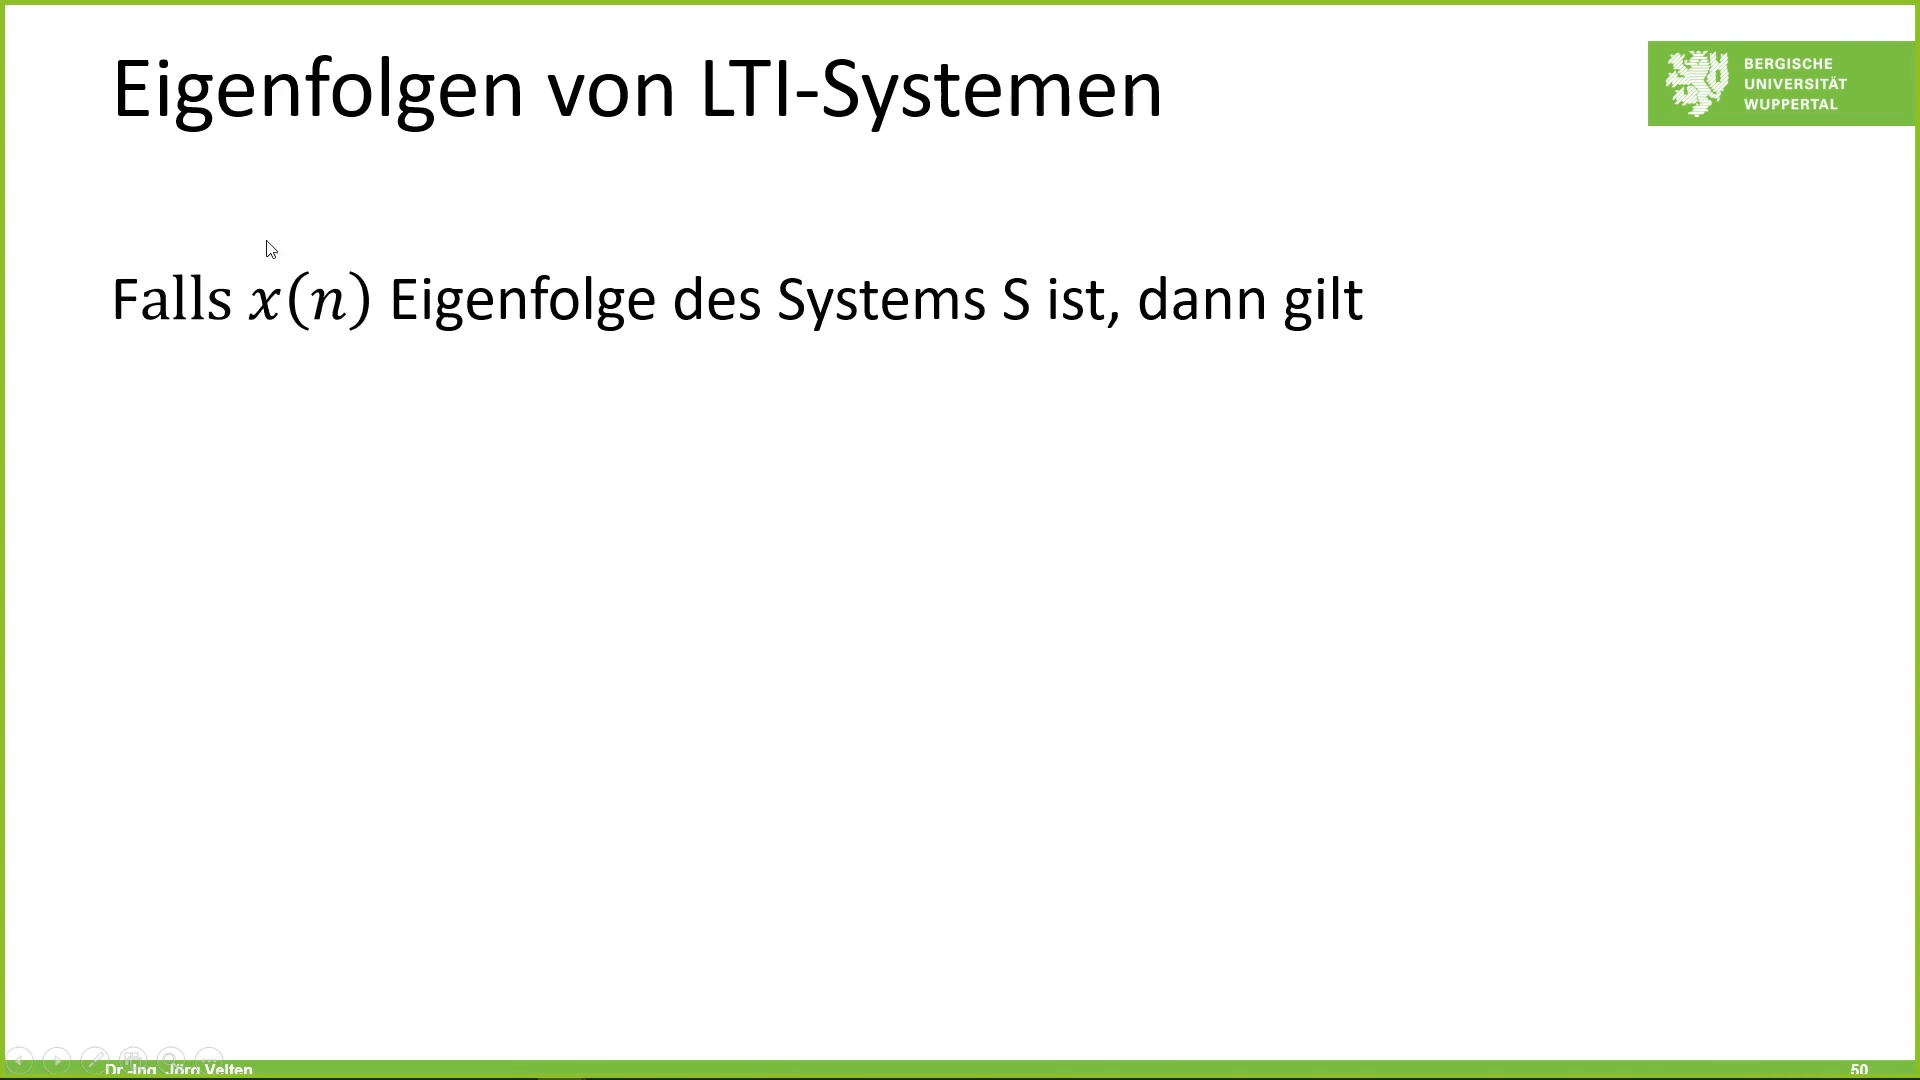 Eigenfolgen von LTI-Systemen
BERGISCHE
UNIVERSITÄT
WUPPERTAL
Falls x(n) Eigenfolge des Systems S ist, dann gilt
Dr.-Ing. Jörg Velten
50